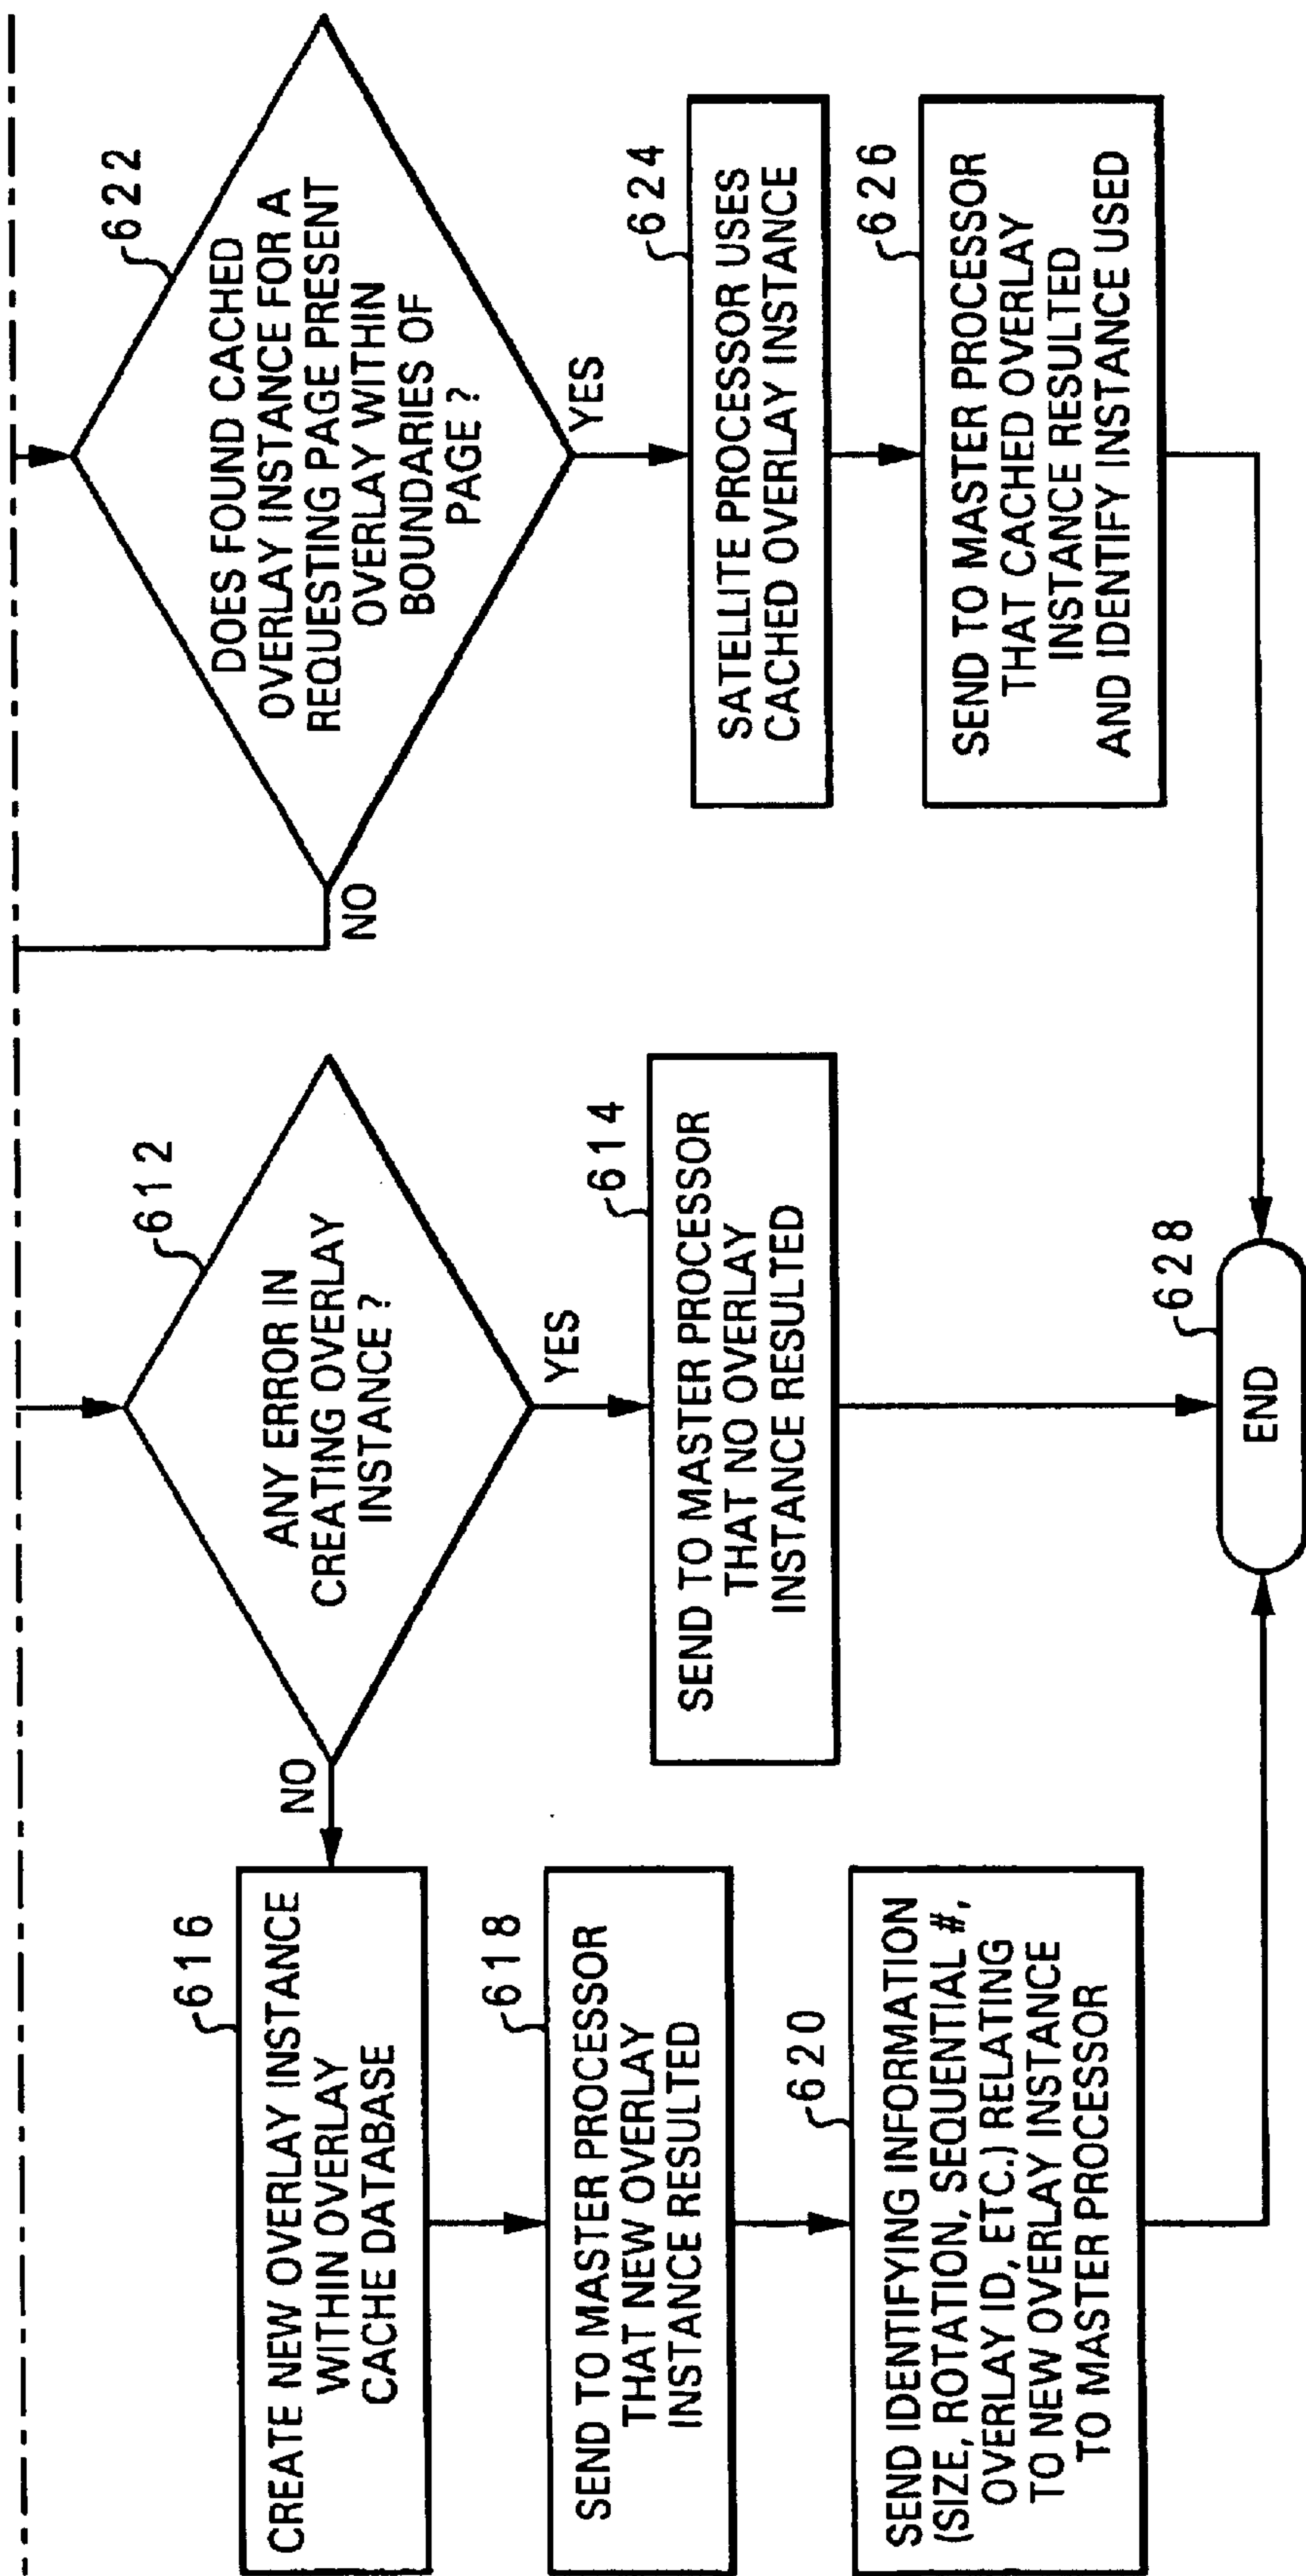 CREATE NEW OVERLAY INSTANCE
WITHIN OVERLAY
CACHE DATABASE
616
SEND TO MASTER PROCESSOR
THAT NEW OVERLAY
INSTANCE RESULTED
618
SEND IDENTIFYING INFORMATION
(SIZE, ROTATION, SEQUENTIAL #,
OVERLAY ID, ETC.) RELATING
TO NEW OVERLAY INSTANCE
TO MASTER PROCESSOR
620
NO
ANY ERROR IN
CREATING OVERLAY
INSTANCE ?
612
YES
SEND TO MASTER PROCESSOR
THAT NO OVERLAY
INSTANCE RESULTED
614
END
628
NO
DOES FOUND CACHED
OVERLAY INSTANCE FOR A
REQUESTING PAGE PRESENT
OVERLAY WITHIN
BOUNDARIES OF
PAGE ?
622
YES
SATELLITE PROCESSOR USES
CACHED OVERLAY INSTANCE
624
SEND TO MASTER PROCESSOR
THAT CACHED OVERLAY
INSTANCE RESULTED
AND IDENTIFY INSTANCE USED
626